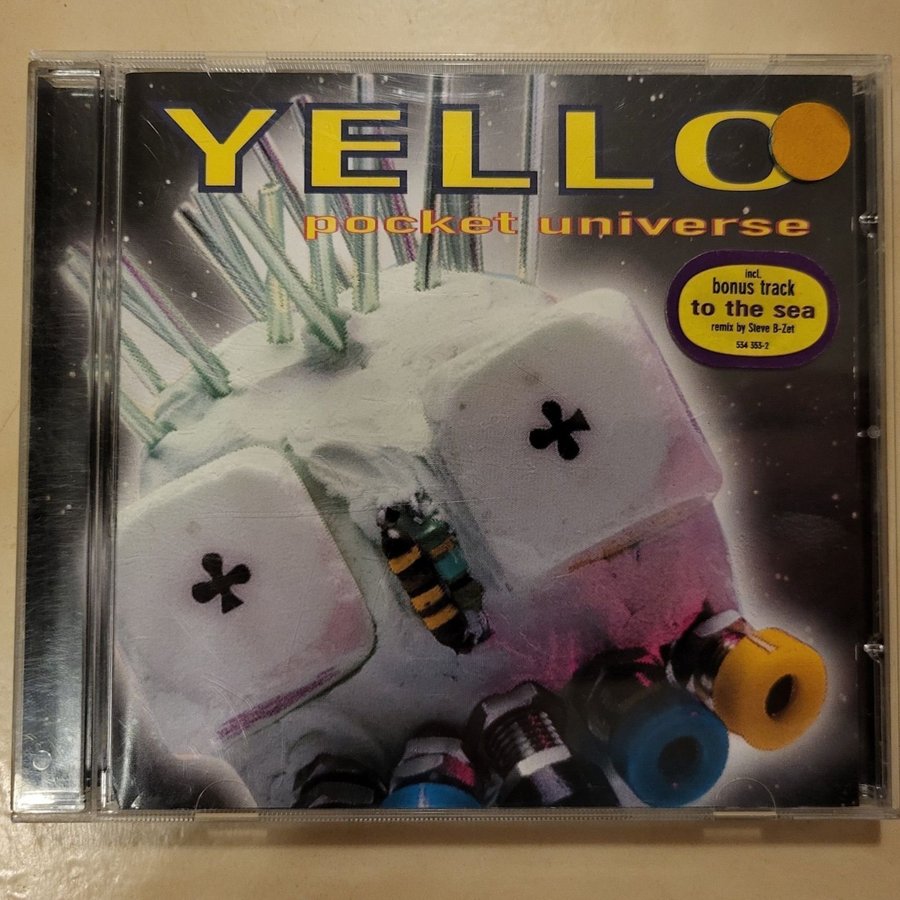 YELLO
pocket universe
incl.
bonus track
to the sea
remix by Steve B-Zet
534 353-2